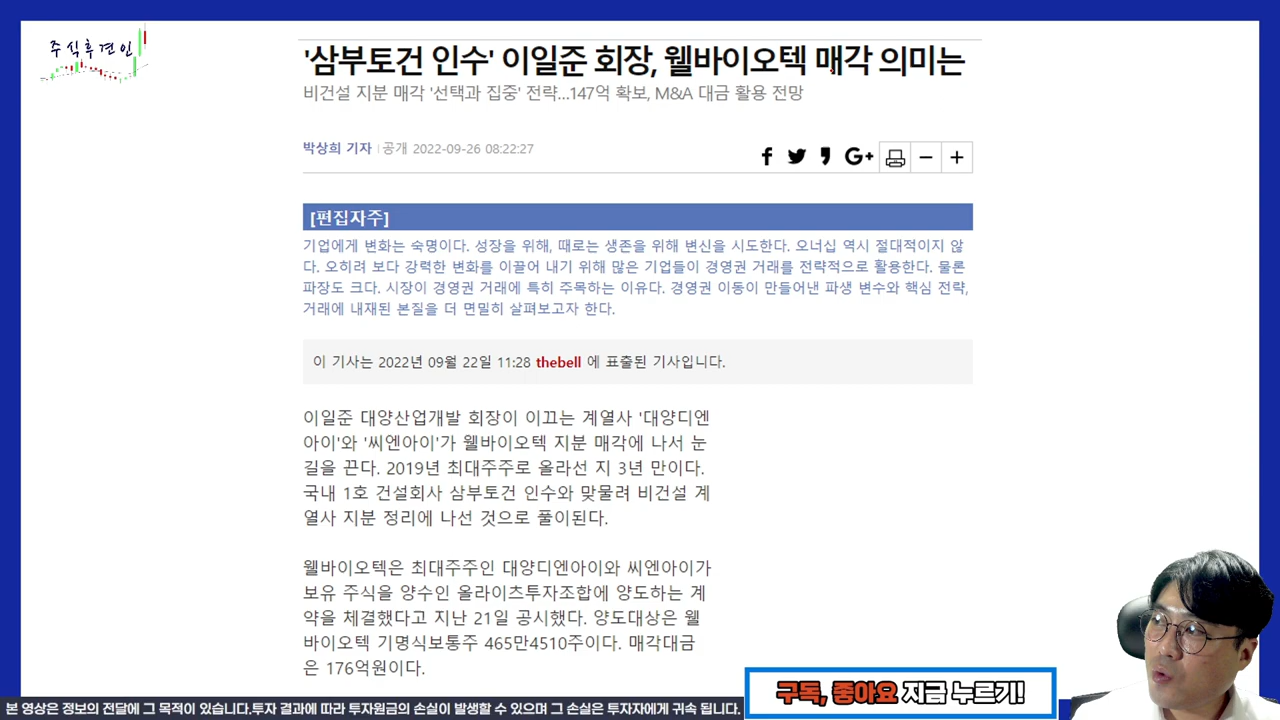 주식후견인
'삼부토건 인수' 이일준 회장, 웰바이오텍 매각 의미는
비건설 지분 매각 '선택과 집중' 전략...147억 확보, M&A 대금 활용 전망
박상희 기자 공개 2022-09-26 08:22:27
[편집자주]
기업에게 변화는 숙명이다. 성장을 위해, 때로는 생존을 위해 변신을 시도한다. 오너십 역시 절대적이지 않
다. 오히려 보다 강력한 변화를 이끌어 내기 위해 많은 기업들이 경영권 거래를 전략적으로 활용한다. 물론
파장도 크다. 시장이 경영권 거래에 특히 주목하는 이유다. 경영권 이동이 만들어낸 파생 변수와 핵심 전략,
거래에 내재된 본질을 더 면밀히 살펴보고자 한다.
이 기사는 2022년 09월 22일 11:28 thebell 에 표출된 기사입니다.
이일준 대양산업개발 회장이 이끄는 계열사 '대양디엔
아이'와 '씨엔아이'가 웰바이오텍 지분 매각에 나서 눈
길을 끈다. 2019년 최대주주로 올라선 지 3년 만이다.
국내 1호 건설회사 삼부토건 인수와 맞물려 비건설 계
열사 지분 정리에 나선 것으로 풀이된다.
웰바이오텍은 최대주주인 대양디엔아이와 씨엔아이가
보유 주식을 양수인 올라이츠투자조합에 양도하는 계
약을 체결했다고 지난 21일 공시했다. 양도대상은 웰
바이오텍 기명식보통주 465만4510주이다. 매각대금
은 176억원이다.
구독, 좋아요 지금 누르기!
본 영상은 정보의 전달에 그 목적이 있습니다.투자 결과에 따라 투자원금의 손실이 발생할 수 있으며 그 손실은 투자자에게 귀속 됩니다.